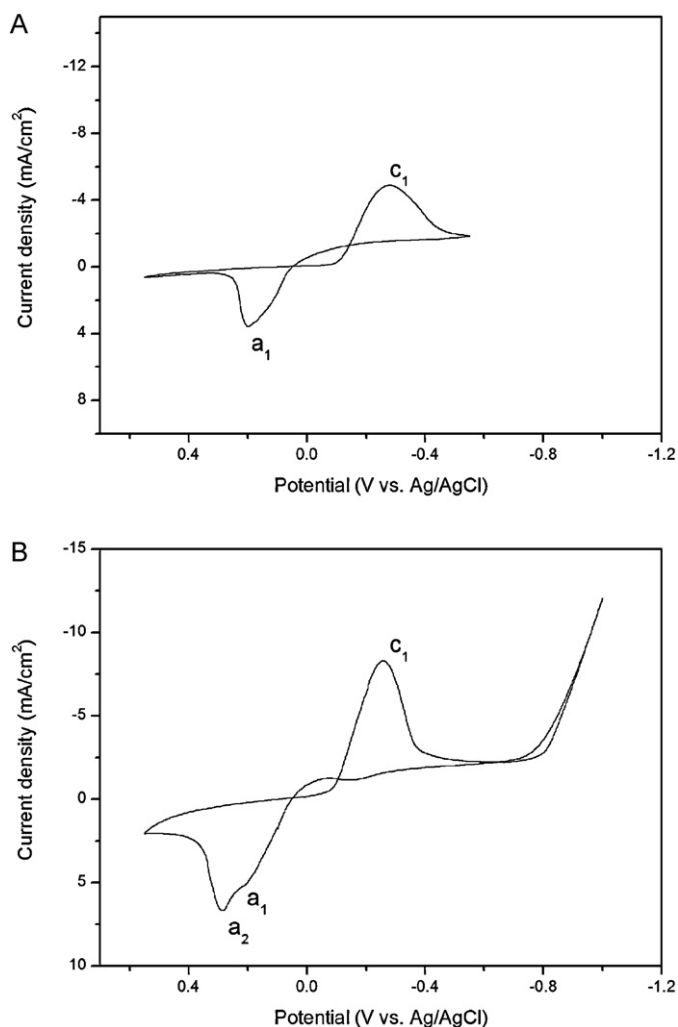 A
Current density (mA/cm²)
-12
-8
-4
0
4
8
c₁
a₁
0.4 0.0 -0.4 -0.8 -1.2
Potential (V vs. Ag/AgCl)
B
Current density (mA/cm²)
-15
-10
-5
0
5
10
c₁
a₁
a₂
0.4 0.0 -0.4 -0.8 -1.2
Potential (V vs. Ag/AgCl)